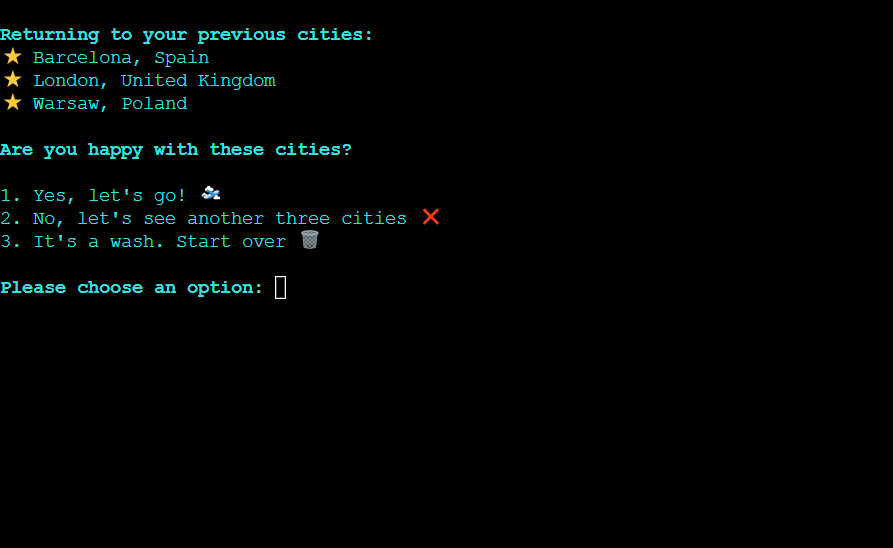 Returning to your previous cities:
⭐ Barcelona, Spain
⭐ London, United Kingdom
⭐ Warsaw, Poland
Are you happy with these cities?
1. Yes, let's go! 🛩
2. No, let's see another three cities ❌
3. It's a wash. Start over 🗑
Please choose an option: